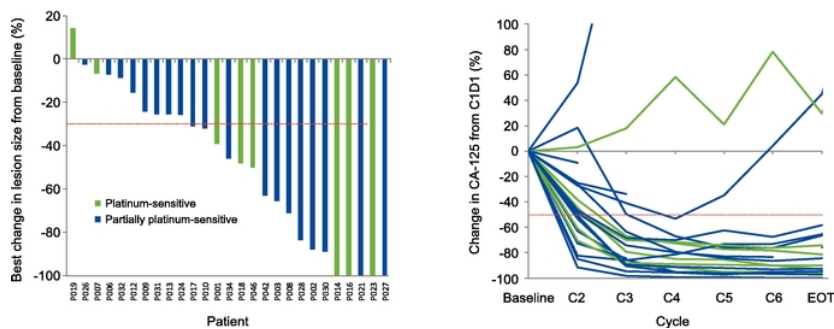 Best change in lesion size from baseline (%)
20
0
-20
-40
-60
-80
-100
Platinum-sensitive
Partially platinum-sensitive
P019 P026 P007 P006 P032 P012 P009 P031 P013 P024 P017 P010 P001 P034 P018 P046 P042 P003 P008 P028 P002 P030 P014 P016 P021 P023 P027
Patient
Change in CA-125 from C1D1 (%)
100
80
60
40
20
0
-20
-40
-60
-80
-100
Baseline C2 C3 C4 C5 C6 EOT
Cycle